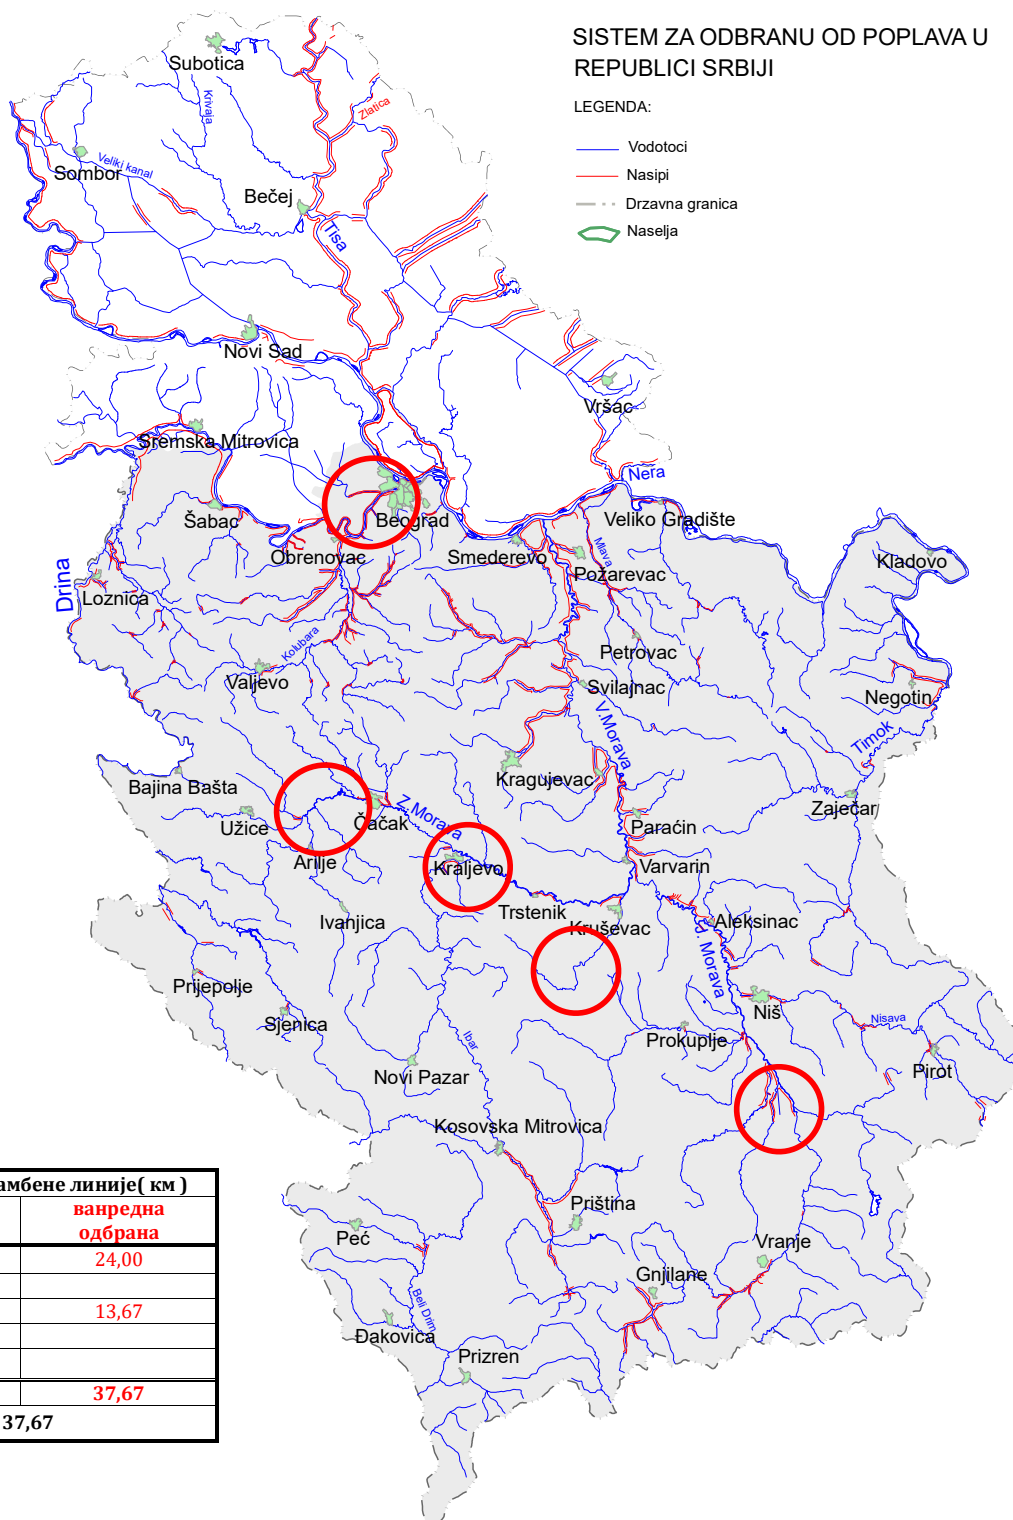 SISTEM ZA ODBRANU OD POPLAVA U
REPUBLICI SRBIJI
LEGENDA:
Vodotoci
Nasipi
Drzavna granica
Naselja
Subotica
Krivaja
Zlatica
Sombor
Veliki kanal
Bečej
Tisa
Novi Sad
Vršac
Sremska Mitrovica
Nera
Šabac
Beograd
Veliko Gradište
Obrenovac
Smederevo
Mlava
Kladovo
Drina
Požarevac
Loznica
Kolubara
Petrovac
Valjevo
Svilajnac
Negotin
V.Morava
Timok
Bajina Bašta
Kragujevac
Zaječar
Užice
Čačak
Z.Morava
Paraćin
Arilje
Kraljevo
Varvarin
Ivanjica
Trstenik
Kruševac
Aleksinac
J. Morava
Prijepolje
Sjenica
Niš
Nisava
Ibar
Prokuplje
Novi Pazar
Pirot
Kosovska Mitrovica
Priština
Peć
Vranje
Gnjilane
Beli Drim
Đakovica
Prizren
амбене линије( км )
ванредна
одбрана
24,00
13,67
37,67
37,67